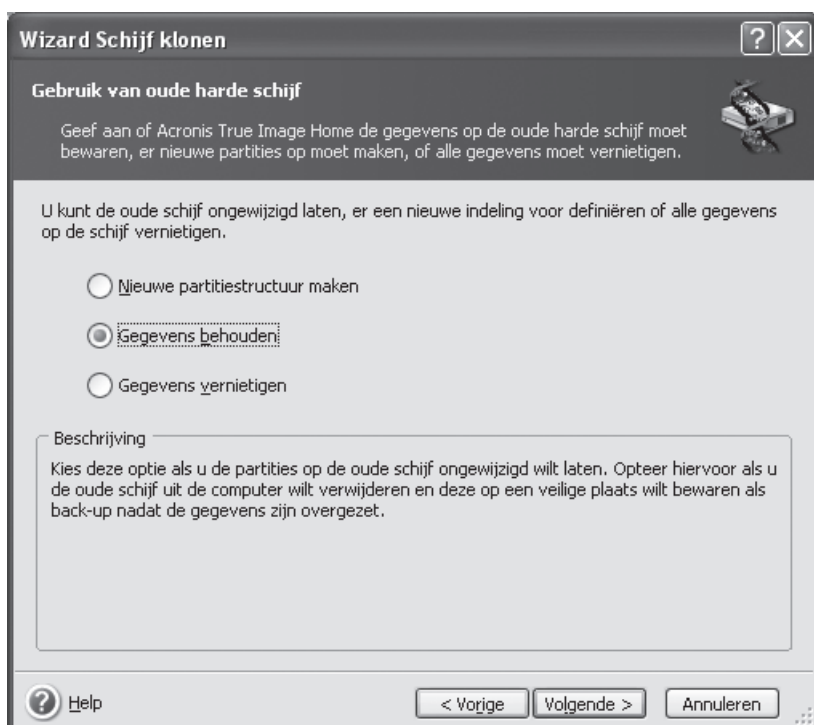 Wizard Schijf klonen
Gebruik van oude harde schijf
Geef aan of Acronis True Image Home de gegevens op de oude harde schijf moet
bewaren, er nieuwe partities op moet maken, of alle gegevens moet vernietigen.
U kunt de oude schijf ongewijzigd laten, er een nieuwe indeling voor definiëren of alle gegevens
op de schijf vernietigen.
Nieuwe partitiestructuur maken
Gegevens behouden
Gegevens vernietigen
Beschrijving
Kies deze optie als u de partities op de oude schijf ongewijzigd wilt laten. Opteer hiervoor als u
de oude schijf uit de computer wilt verwijderen en deze op een veilige plaats wilt bewaren als
back-up nadat de gegevens zijn overgezet.
Help
< Vorige
Volgende >
Annuleren